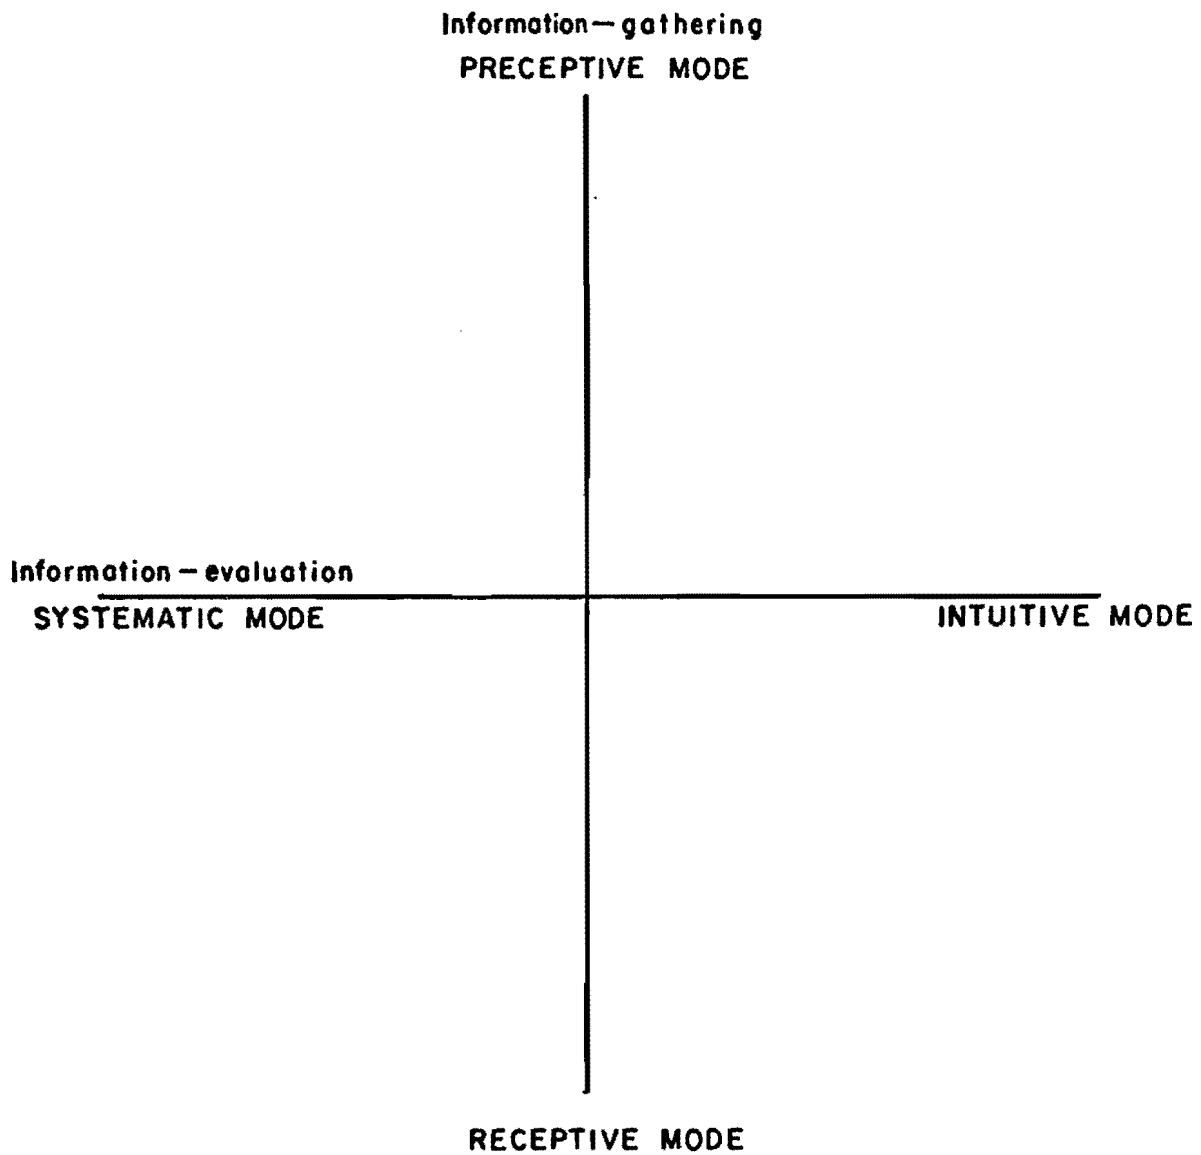 Information—gathering
PRECEPTIVE MODE
Information—evaluation
SYSTEMATIC MODE
INTUITIVE MODE
RECEPTIVE MODE